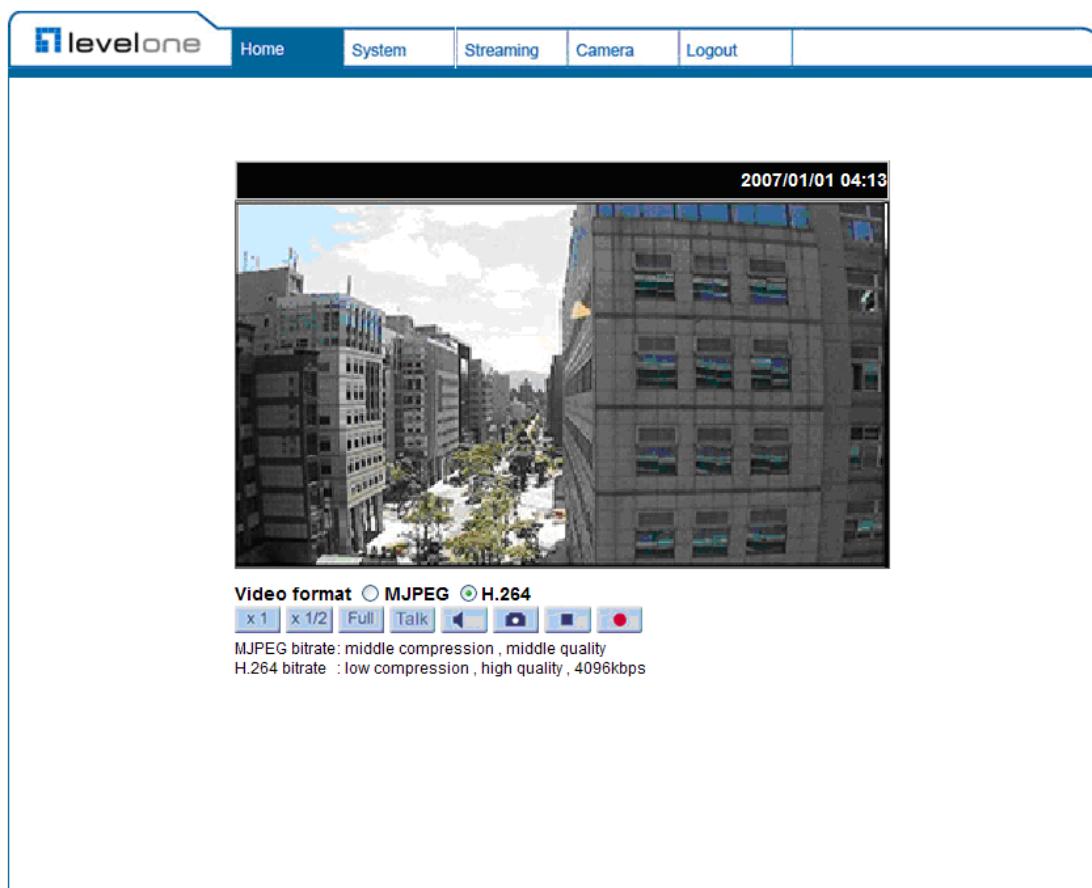 levelone
Home System Streaming Camera Logout
2007/01/01 04:13
Video format MJPEG H.264
x 1 x 1/2 Full Talk
MJPEG bitrate: middle compression , middle quality
H.264 bitrate : low compression , high quality , 4096kbps